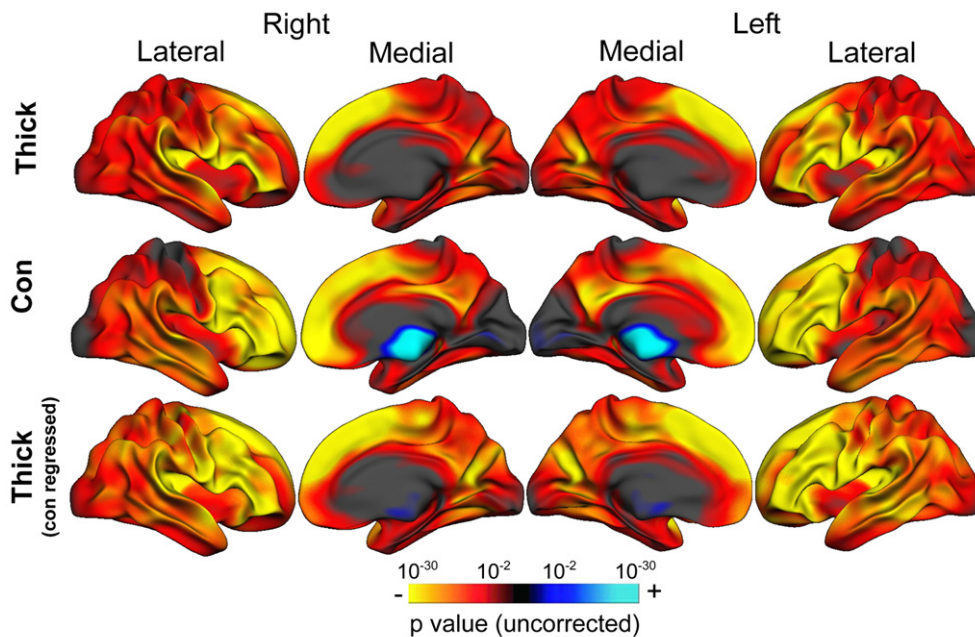 Right Left
Lateral Medial Medial Lateral
Thick
Con
Thick
(con regressed)
10-30 10-2 10-2 10-30
- +
p value (uncorrected)